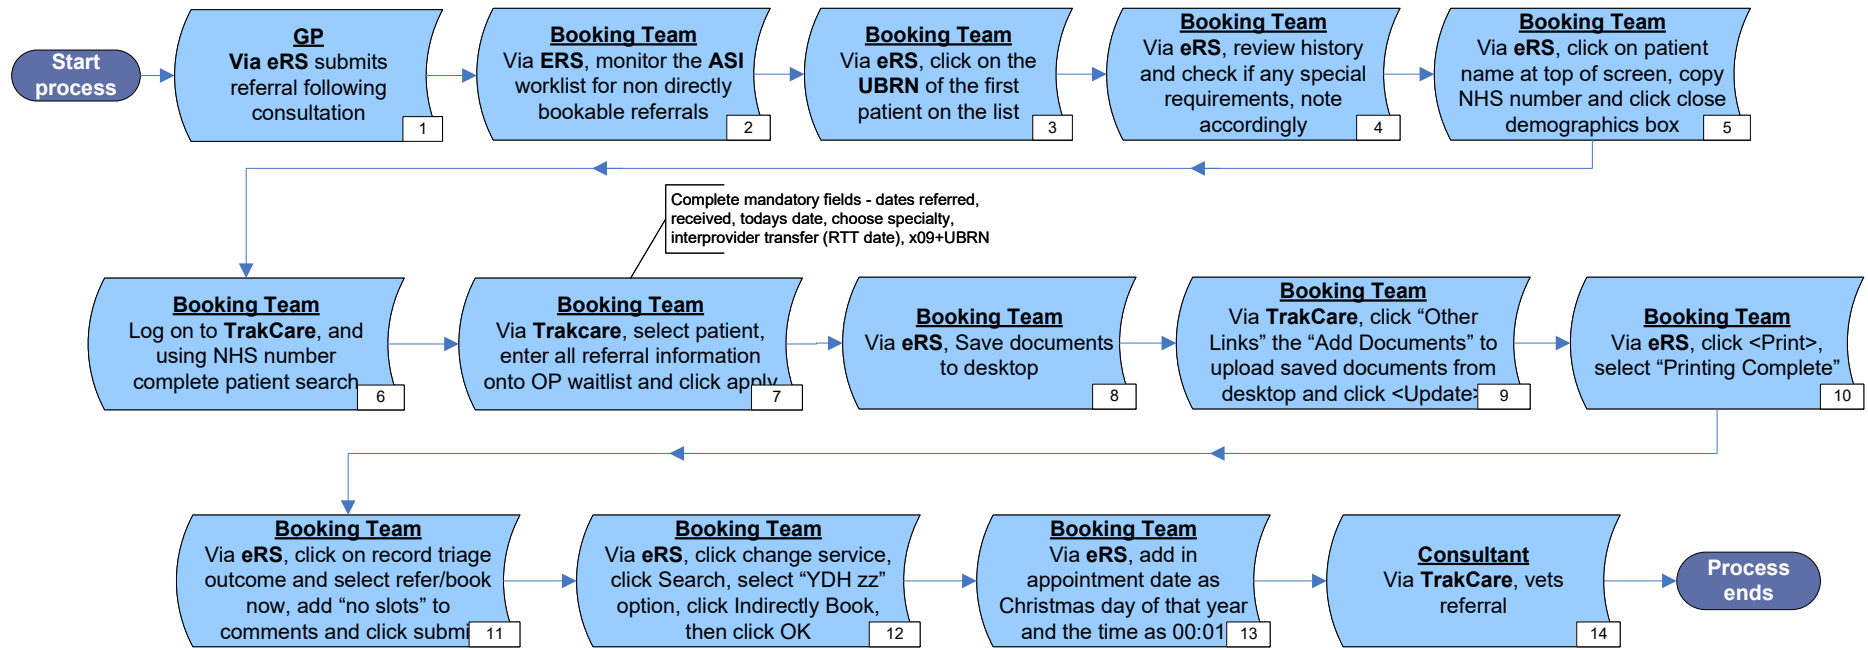 Start
process
GP
Via eRS submits
referral following
consultation
1
Booking Team
Via ERS, monitor the ASI
worklist for non directly
bookable referrals
2
Booking Team
Via eRS, click on the
UBRN of the first
patient on the list
3
Booking Team
Via eRS, review history
and check if any special
requirements, note
accordingly
4
Booking Team
Via eRS, click on patient
name at top of screen, copy
NHS number and click close
demographics box
5
Complete mandatory fields - dates referred,
received, todays date, choose specialty,
interprovider transfer (RTT date), x09+UBRN
Booking Team
Log on to TrakCare, and
using NHS number
complete patient search
6
Booking Team
Via Trakcare, select patient,
enter all referral information
onto OP waitlist and click apply
7
Booking Team
Via eRS, Save documents
to desktop
8
Booking Team
Via TrakCare, click “Other
Links” the “Add Documents” to
upload saved documents from
desktop and click <Update>
9
Booking Team
Via eRS, click <Print>,
select “Printing Complete”
10
Booking Team
Via eRS, click on record triage
outcome and select refer/book
now, add “no slots” to
comments and click submi
11
Booking Team
Via eRS, click change service,
click Search, select “YDH zz”
option, click Indirectly Book,
then click OK
12
Booking Team
Via eRS, add in
appointment date as
Christmas day of that year
and the time as 00:01
13
Consultant
Via TrakCare, vets
referral
14
Process
ends